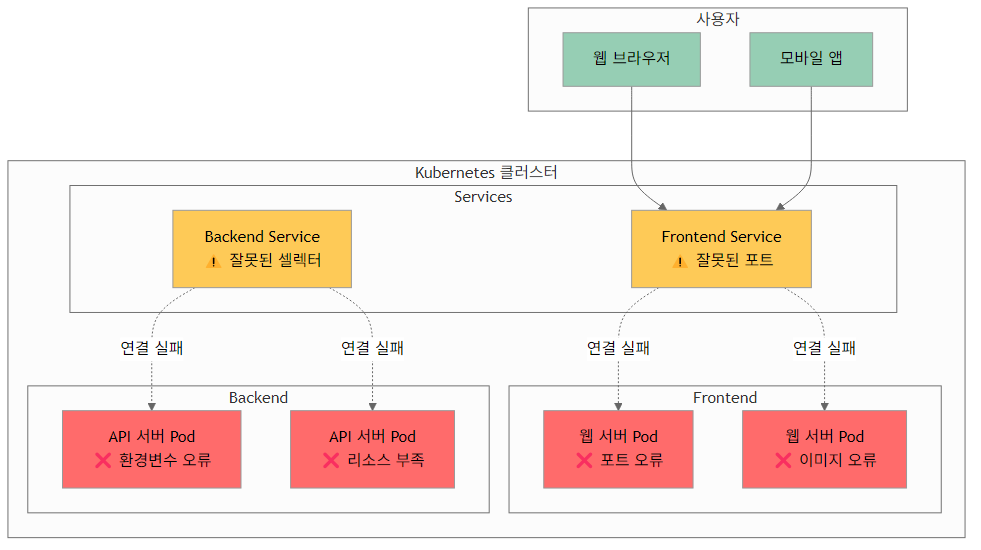 사용자
웹 브라우저
모바일 앱
Kubernetes 클러스터
Services
Backend Service
⚠️ 잘못된 셀렉터
Frontend Service
⚠️ 잘못된 포트
연결 실패
연결 실패
연결 실패
연결 실패
Backend
API 서버 Pod
❌ 환경변수 오류
API 서버 Pod
❌ 리소스 부족
Frontend
웹 서버 Pod
❌ 포트 오류
웹 서버 Pod
❌ 이미지 오류